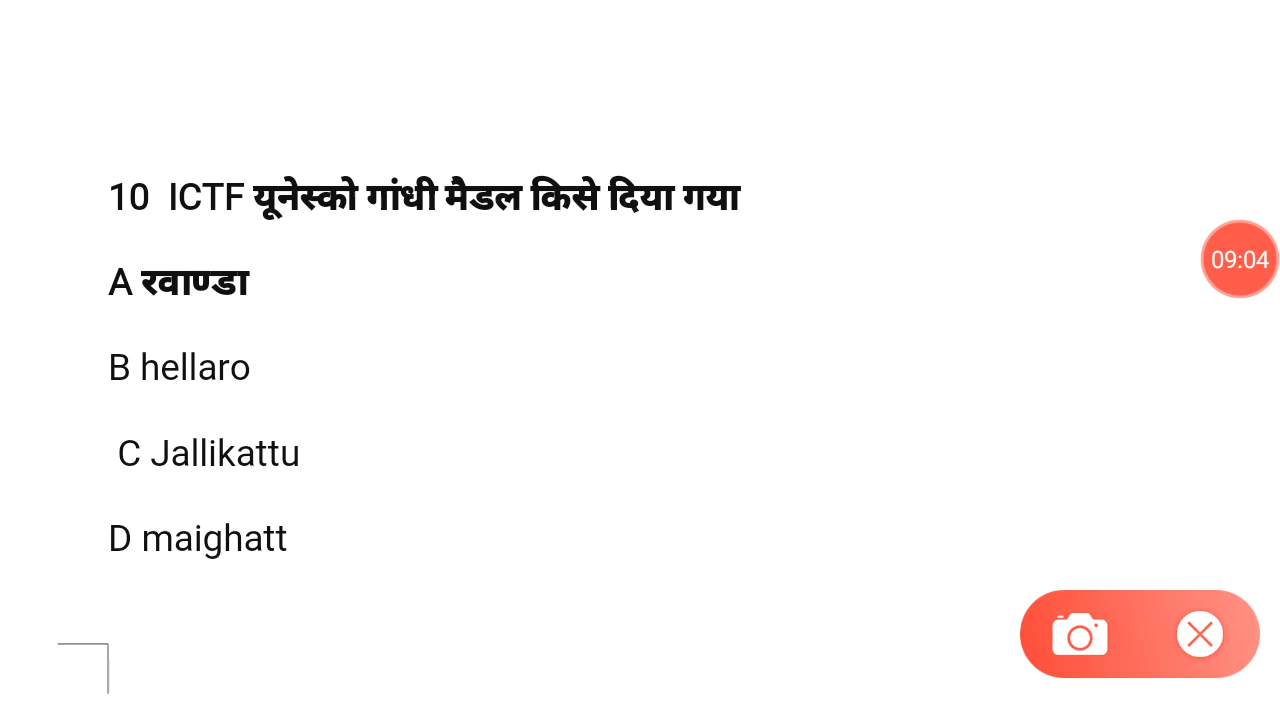 10 ICTF यूनेस्को गांधी मैडल किसे दिया गया
A रवाण्डा
09:04
B hellaro
C Jallikattu
D maighatt